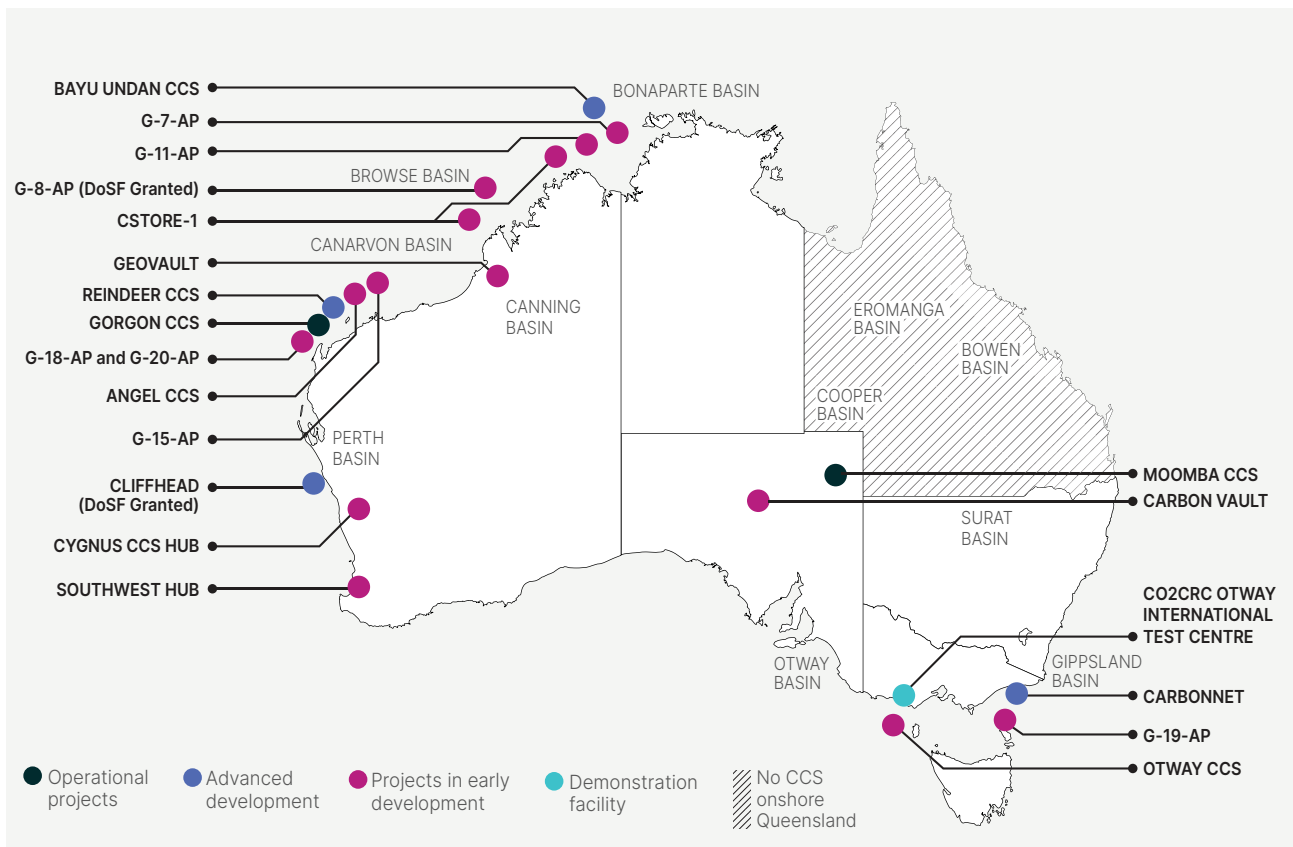 BAYU UNDAN CCS
G-7-AP
G-11-AP
G-8-AP (DoSF Granted)
CSTORE-1
GEOVAULT
REINDEER CCS
GORGON CCS
G-18-AP and G-20-AP
ANGEL CCS
G-15-AP
CLIFFHEAD
(DoSF Granted)
CYGNUS CCS HUB
SOUTHWEST HUB
BONAPARTE BASIN
BROWSE BASIN
CANARVON BASIN
CANNING
BASIN
PERTH
BASIN
EROMANGA
BASIN
BOWEN
BASIN
COOPER
BASIN
SURAT
BASIN
OTWAY
BASIN
GIPPSLAND
BASIN
MOOMBA CCS
CARBON VAULT
CO2CRC OTWAY
INTERNATIONAL
TEST CENTRE
CARBONNET
G-19-AP
OTWAY CCS
Operational
projects
Advanced
development
Projects in early
development
Demonstration
facility
No CCS
onshore
Queensland